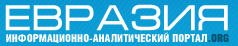 ЕВРАЗИЯ
ИНФОРМАЦИОННО-АНАЛИТИЧЕСКИЙ ПОРТАЛ.ORG